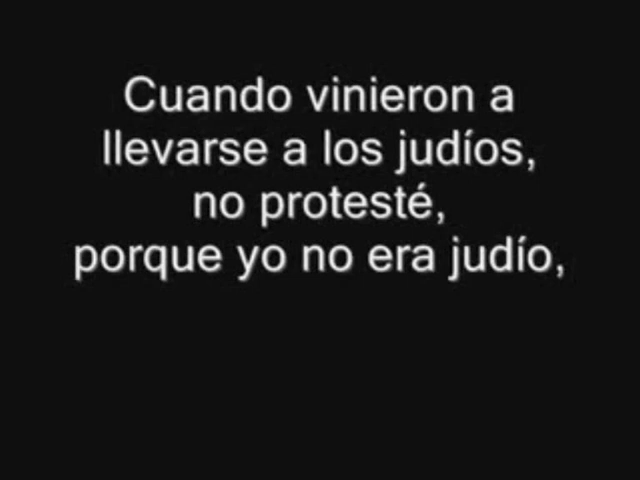 Cuando vinieron a
llevarse a los judíos,
no protesté,
porque yo no era judío,